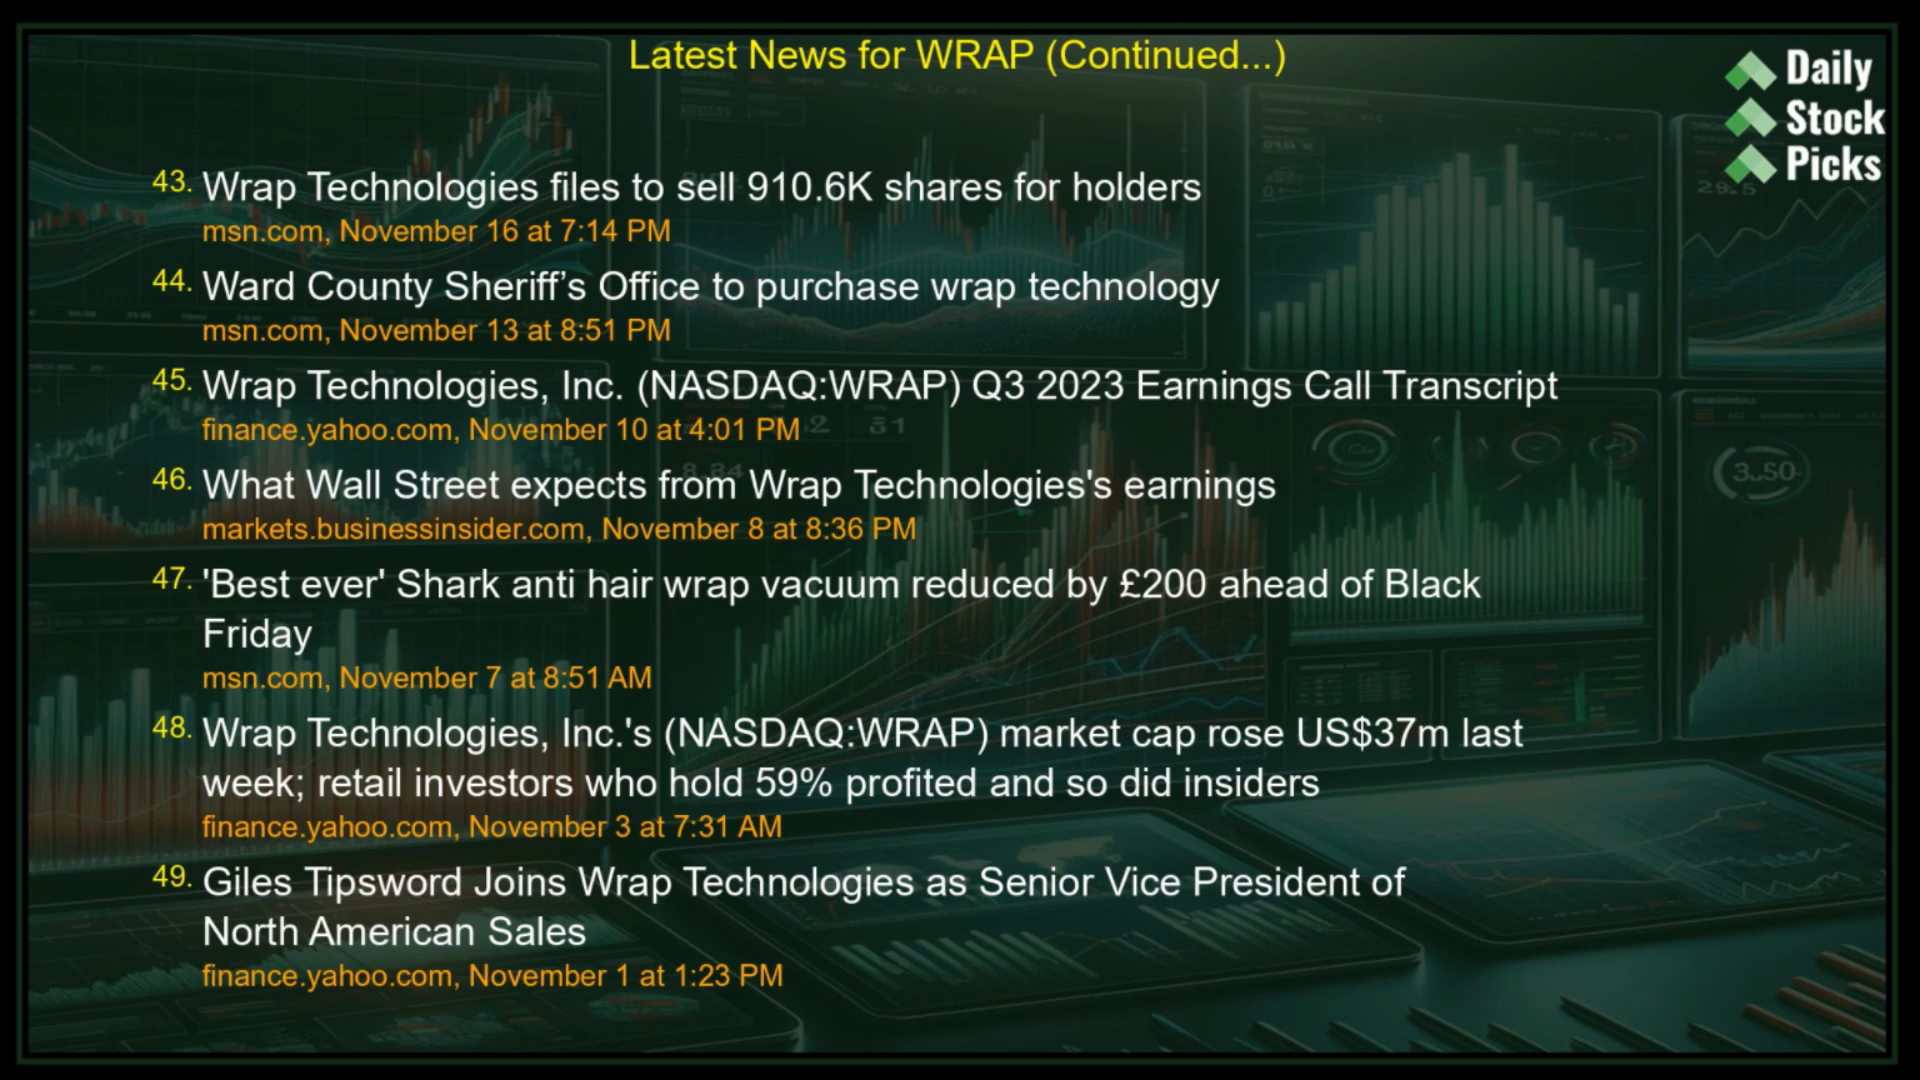 Latest News for WRAP (Continued...)
Daily
Stock
Picks
43. Wrap Technologies files to sell 910.6K shares for holders
msn.com, November 16 at 7:14 PM
44. Ward County Sheriff’s Office to purchase wrap technology
msn.com, November 13 at 8:51 PM
45. Wrap Technologies, Inc. (NASDAQ:WRAP) Q3 2023 Earnings Call Transcript
finance.yahoo.com, November 10 at 4:01 PM
46. What Wall Street expects from Wrap Technologies's earnings
markets.businessinsider.com, November 8 at 8:36 PM
47. 'Best ever' Shark anti hair wrap vacuum reduced by £200 ahead of Black
Friday
msn.com, November 7 at 8:51 AM
48. Wrap Technologies, Inc.'s (NASDAQ:WRAP) market cap rose US$37m last
week; retail investors who hold 59% profited and so did insiders
finance.yahoo.com, November 3 at 7:31 AM
49. Giles Tipsword Joins Wrap Technologies as Senior Vice President of
North American Sales
finance.yahoo.com, November 1 at 1:23 PM